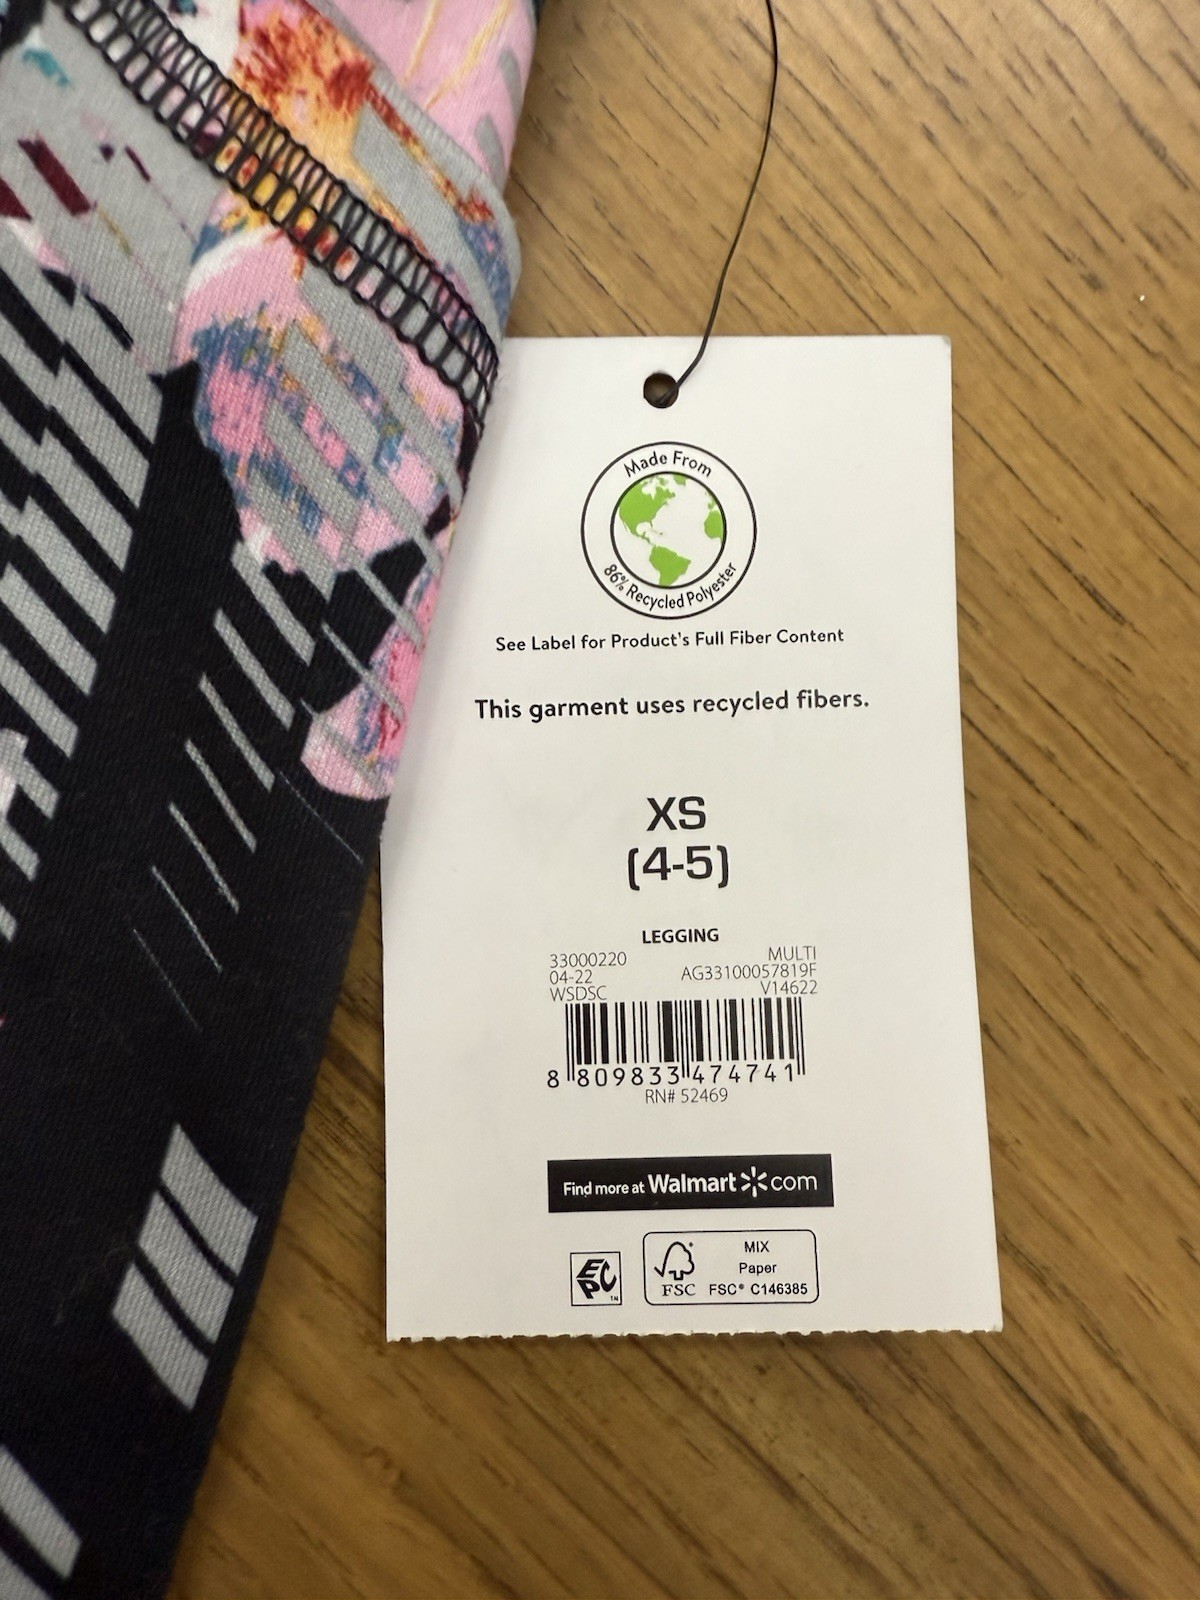 Made From
86% Recycled Polyester
See Label for Product's Full Fiber Content
This garment uses recycled fibers.
XS
(4-5)
LEGGING
33000220 MULTI
04-22 AG33100057819F
WSDSC V14622
8 809833 474741
RN# 52469
Find more at Walmart com
EPC TM
MIX
Paper
FSC FSC® C146385